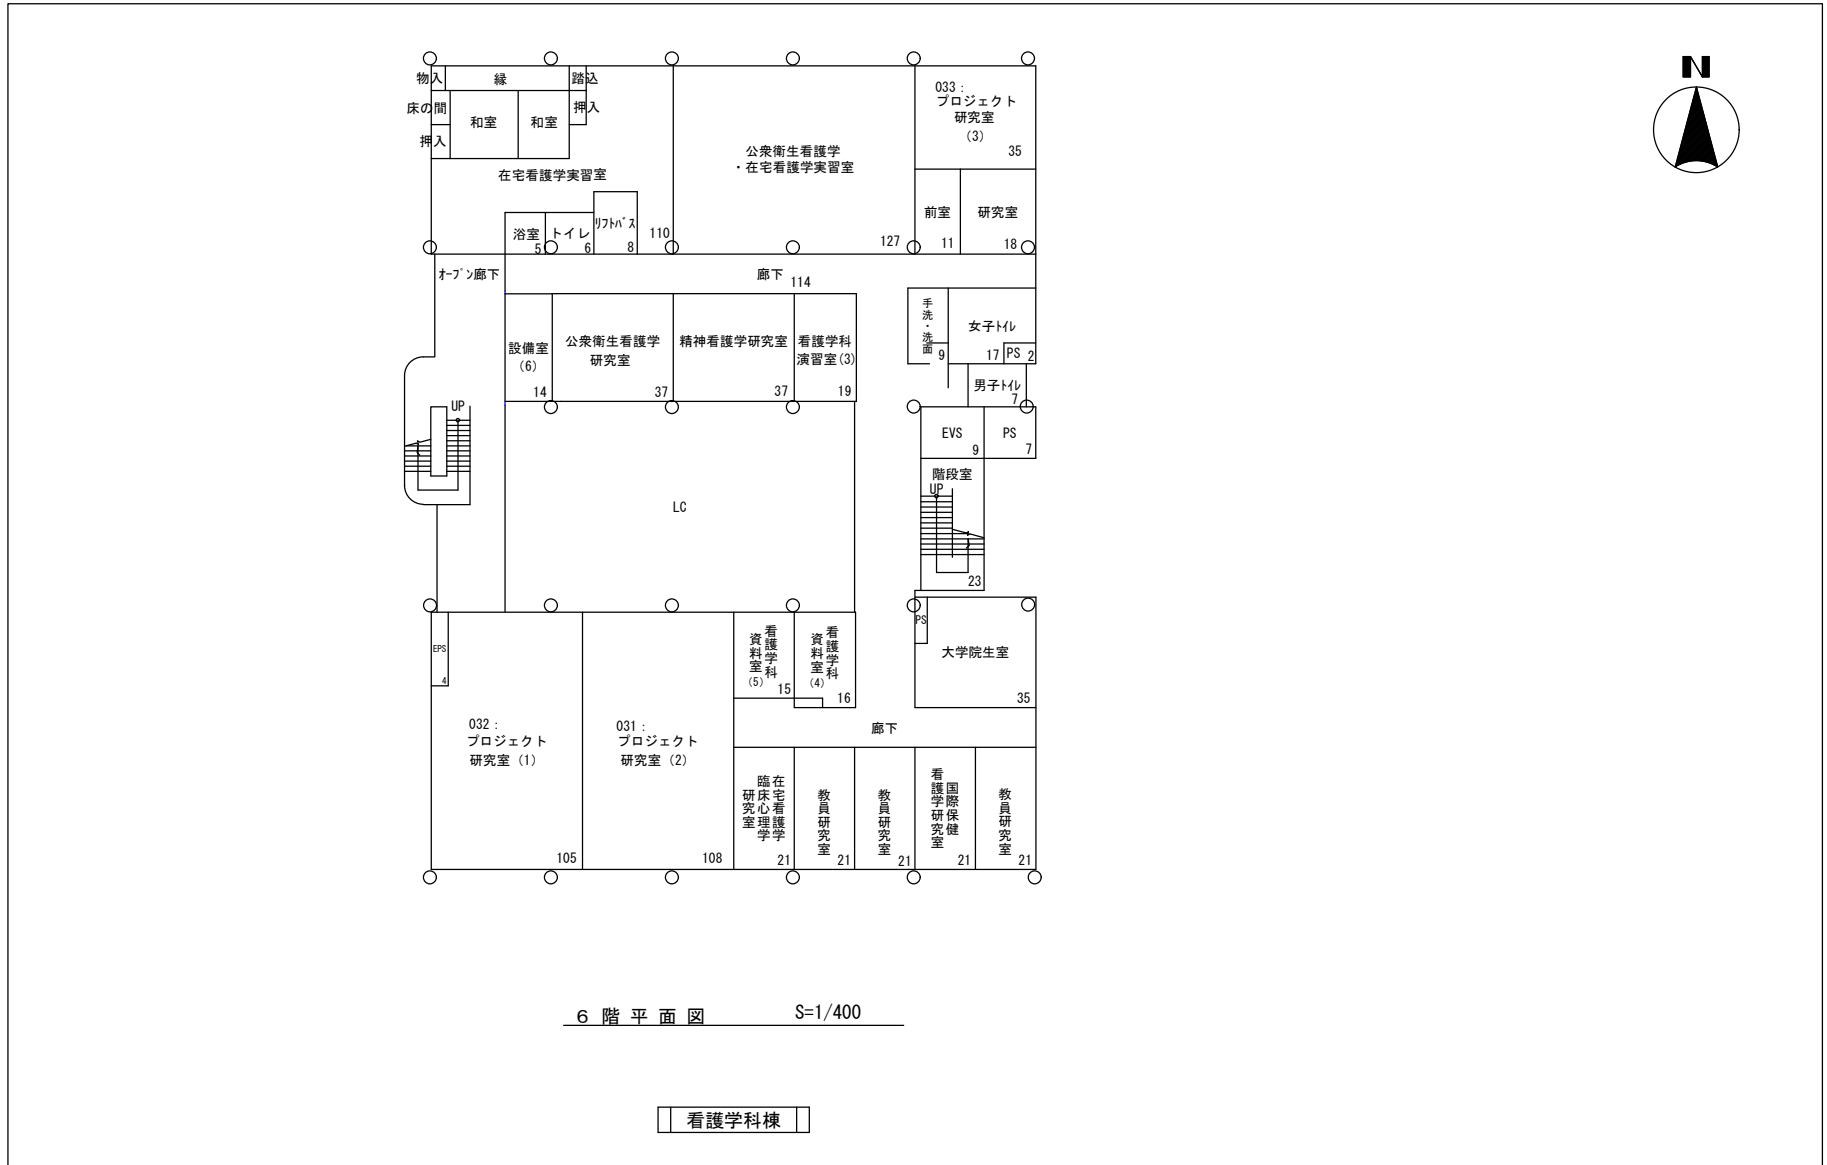 N
物入
縁
踏込
床の間
和室
和室
押入
押入
在宅看護学実習室
浴室
5
トイレ
6
ﾘﾌﾄﾊﾞｽ
8
110
公衆衛生看護学
・在宅看護学実習室
127
033：
プロジェクト
研究室
(3)
35
前室
11
研究室
18
ｵｰﾌﾟﾝ廊下
廊下
114
設備室
(6)
14
公衆衛生看護学
研究室
37
精神看護学研究室
37
看護学科
演習室(3)
19
手洗・洗面
9
女子ﾄｲﾚ
17
PS
2
男子ﾄｲﾚ
7
UP
EVS
9
PS
7
階段室
UP
23
LC
EPS
4
032：
プロジェクト
研究室（1）
105
031：
プロジェクト
研究室（2）
108
看護学科
資料室
(5)
15
看護学科
資料室
(4)
16
PS
大学院生室
35
廊下
在宅看護学
臨床心理学
研究室
21
教員研究室
21
教員研究室
21
国際保健
看護学研究室
21
教員研究室
21
６階平面図
S=1/400
看護学科棟